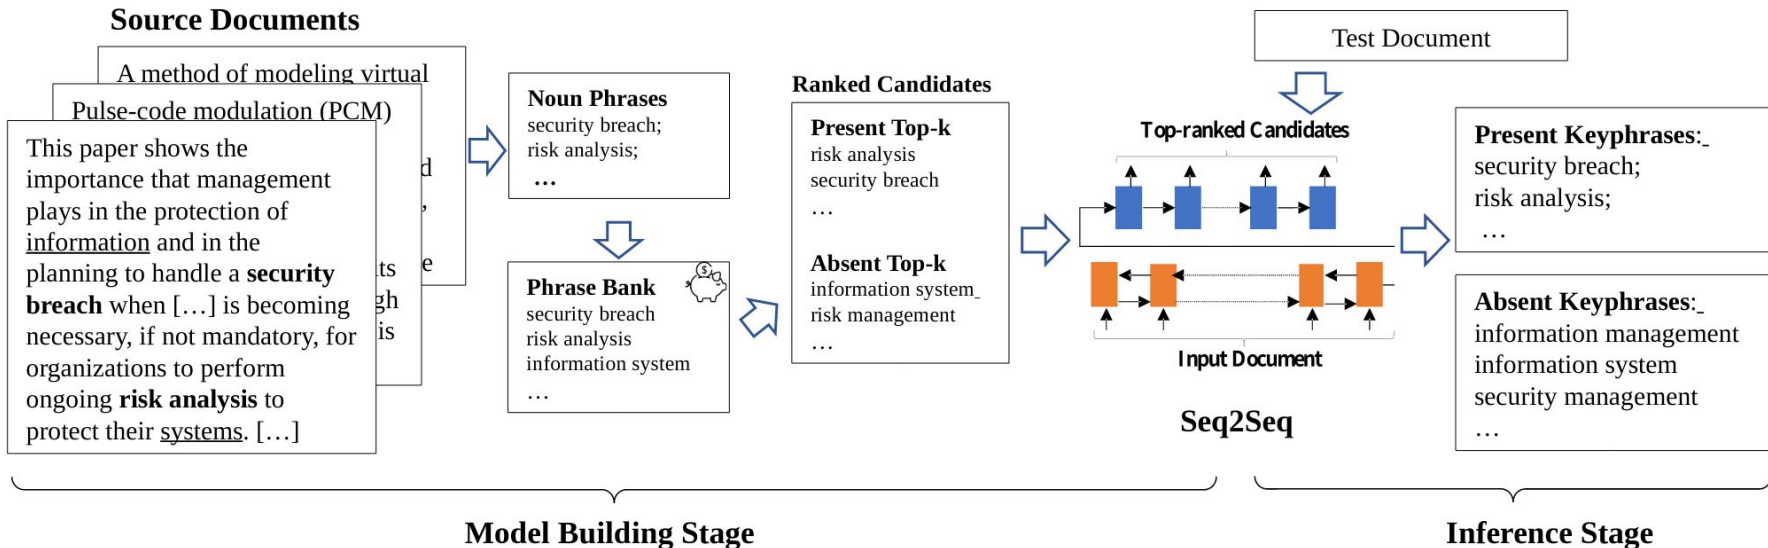 Source Documents
A method of modeling virtual
Pulse-code modulation (PCM)
This paper shows the
importance that management
plays in the protection of
information and in the
planning to handle a security
breach when […] is becoming
necessary, if not mandatory, for
organizations to perform
ongoing risk analysis to
protect their systems. […]
Noun Phrases
security breach;
risk analysis;
...
Phrase Bank
security breach
risk analysis
information system
…
Ranked Candidates
Present Top-k
risk analysis
security breach
…
Absent Top-k
information system_
risk management
…
Test Document
Top-ranked Candidates
Input Document
Seq2Seq
Present Keyphrases:_
security breach;
risk analysis;
…
Absent Keyphrases:_
information management
information system
security management
…
Model Building Stage
Inference Stage